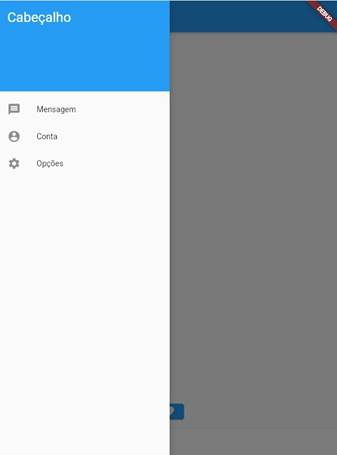 Cabeçalho
DEBUG
Mensagem
Conta
Opções